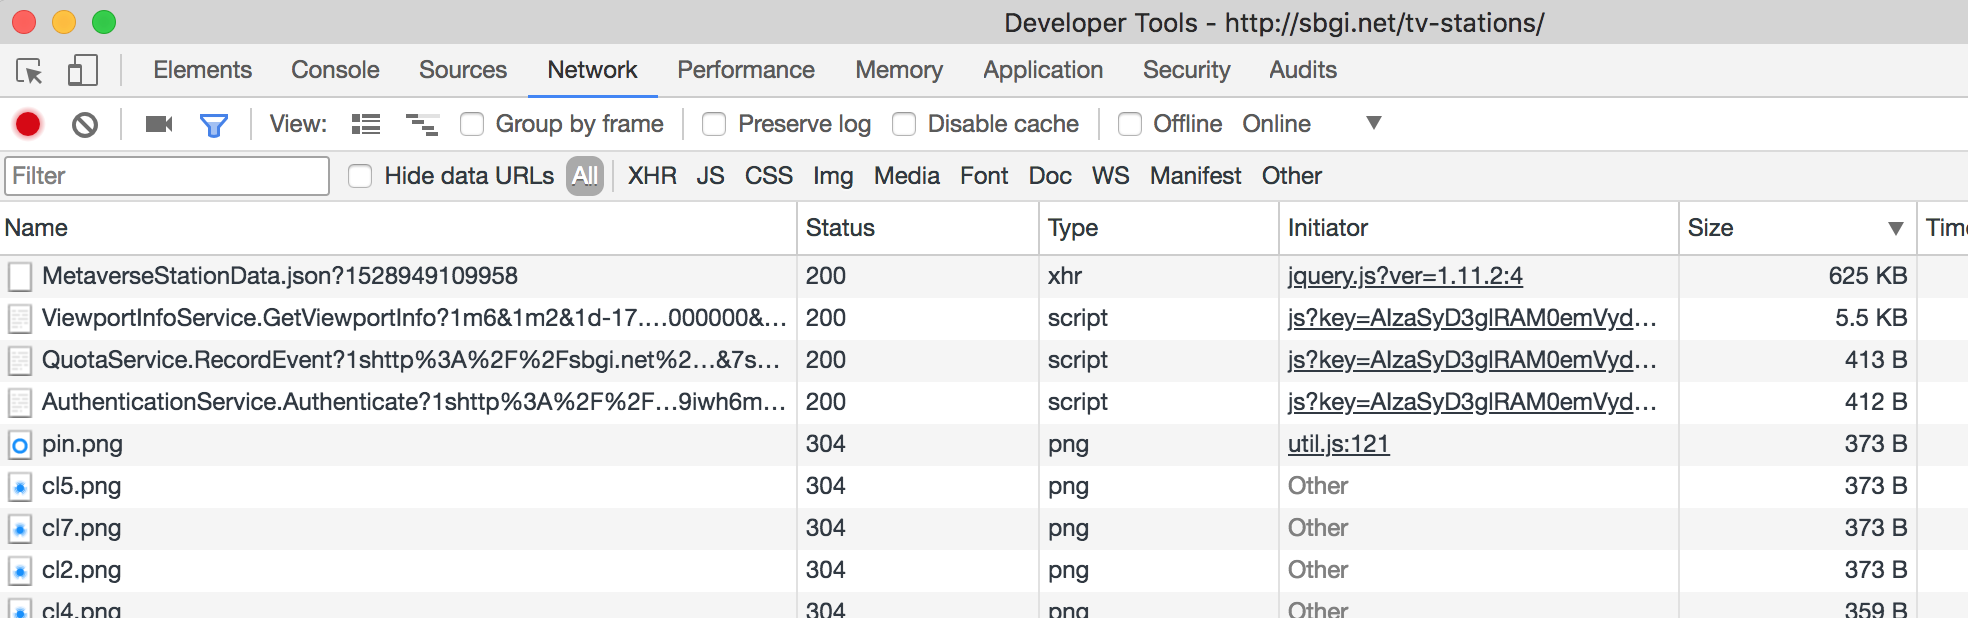 Developer Tools - http://sbgi.net/tv-stations/
Elements Console Sources Network Performance Memory Application Security Audits
View: Group by frame Preserve log Disable cache Offline Online
Filter Hide data URLs All XHR JS CSS Img Media Font Doc WS Manifest Other
Name Status Type Initiator Size
MetaverseStationData.json?1528949109958 200 xhr jquery.js?ver=1.11.2:4 625 KB
ViewportInfoService.GetViewportInfo?1m6&1m2&1d-17....000000&... 200 script js?key=AIzaSyD3glRAM0emVyd... 5.5 KB
QuotaService.RecordEvent?1shttp%3A%2F%2Fsbgi.net%2...&7s... 200 script js?key=AIzaSyD3glRAM0emVyd... 413 B
AuthenticationService.Authenticate?1shttp%3A%2F%2F...9iwh6m... 200 script js?key=AIzaSyD3glRAM0emVyd... 412 B
pin.png 304 png util.js:121 373 B
cl5.png 304 png Other 373 B
cl7.png 304 png Other 373 B
cl2.png 304 png Other 373 B
cl4.png 304 png Other 359 B